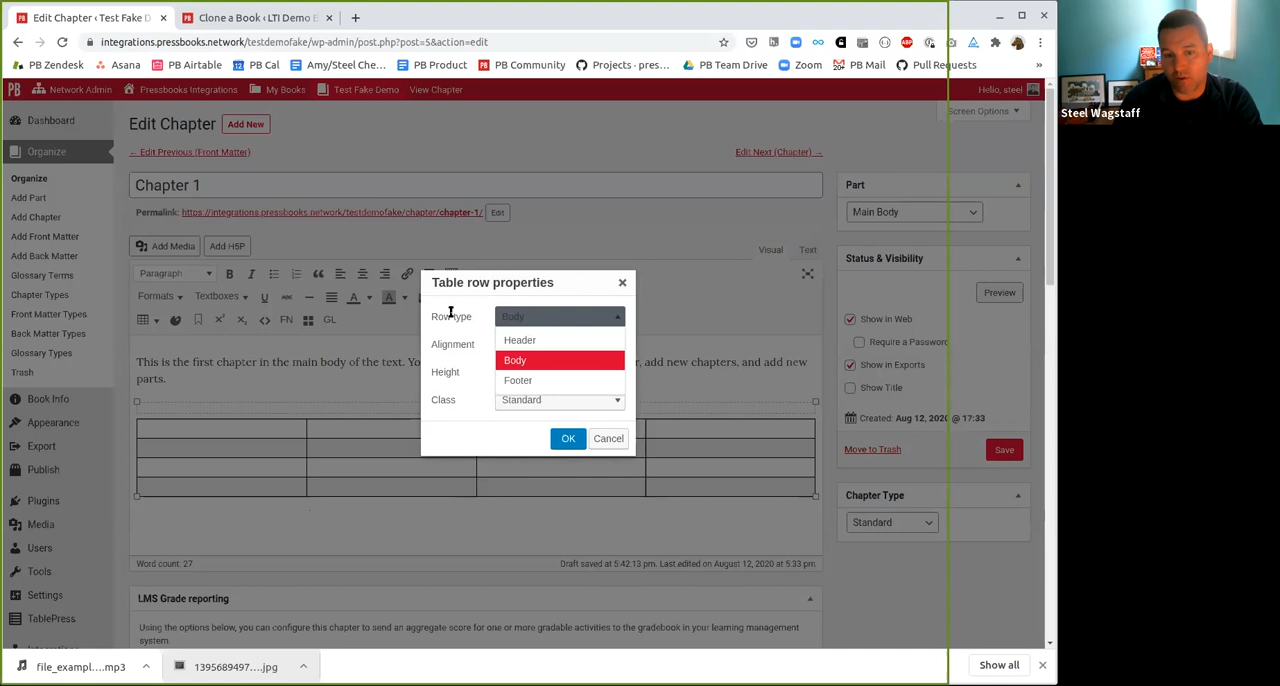 Edit Chapter ‹ Test Fake D
Clone a Book ‹ LTI Demo E
integrations.pressbooks.network/testdemofake/wp-admin/post.php?post=5&action=edit
PB Zendesk
Asana
PB Airtable
PB Cal
Amy/Steel Che...
PB Project
PB Community
Projects · pres...
PB Team Drive
Zoom
PB Mail
Pull Requests
»
Network Admin
Pressbooks Integrations
My Books
Test Fake Demo
View Chapter
Hello, steel
Dashboard
Organize
Organize
Add Part
Add Chapter
Add Front Matter
Add Back Matter
Glossary Terms
Chapter Types
Front Matter Types
Back Matter Types
Glossary Types
Trash
Book Info
Appearance
Export
Publish
Plugins
Media
Users
Tools
Settings
TablePress
Edit Chapter
Add New
Screen Options
← Edit Previous (Front Matter)
Edit Next (Chapter) →
Chapter 1
Permalink: https://integrations.pressbooks.network/testdemofake/chapter/chapter-1/ Edit
Add Media
Add H5P
Visual
Text
Paragraph
Formats
Textboxes
FN
GL
This is the first chapter in the main body of the text. Yo
, add new chapters, and add new
parts.
Table row properties
Row type
Body
Header
Body
Footer
Alignment
Height
Class
Standard
OK
Cancel
Word count: 27
Draft saved at 5:42:13 pm. Last edited on August 12, 2020 at 5:33 pm
LMS Grade reporting
Using the options below, you can configure this chapter to send an aggregate score for one or more gradable activities to the gradebook in your learning management
system.
Part
Main Body
Status & Visibility
Preview
Show in Web
Require a Password
Show in Exports
Show Title
Created: Aug 12, 2020 @ 17:33
Move to Trash
Save
Chapter Type
Standard
file_exampl....mp3
1395689497....jpg
Show all
Steel Wagstaff